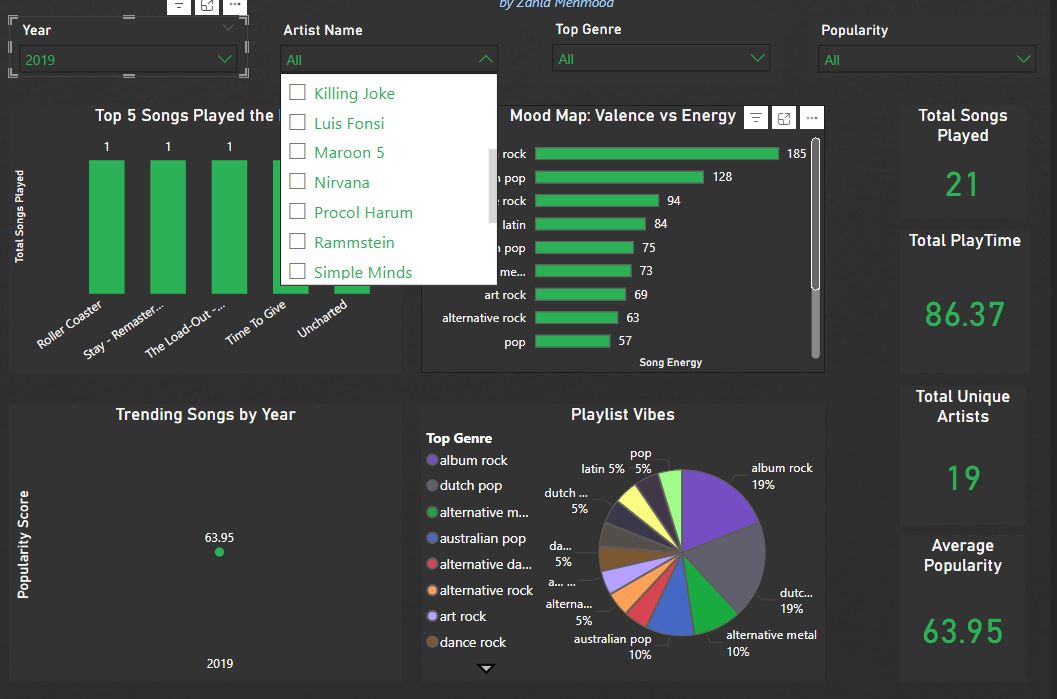 by Zahid Mehmood
Year
2019
Artist Name
All
Top Genre
All
Popularity
All
Killing Joke
Luis Fonsi
Maroon 5
Nirvana
Procol Harum
Rammstein
Simple Minds
Top 5 Songs Played the
Total Songs Played
1
1
1
Roller Coaster
Stay - Remaster...
The Load-Out -...
Time To Give
Uncharted
Mood Map: Valence vs Energy
rock 185
pop 128
rock 94
latin 84
pop 75
me... 73
art rock 69
alternative rock 63
pop 57
Song Energy
Total Songs
Played
21
Total PlayTime
86.37
Total Unique
Artists
19
Average
Popularity
63.95
Trending Songs by Year
Popularity Score
63.95
2019
Playlist Vibes
Top Genre
album rock
dutch pop
alternative m...
australian pop
alternative da...
alternative rock
art rock
dance rock
album rock
19%
dutc...
19%
alternative metal
10%
australian pop
10%
alterna...
5%
a... ...
da...
5%
dutch ...
5%
latin 5%
pop
5%